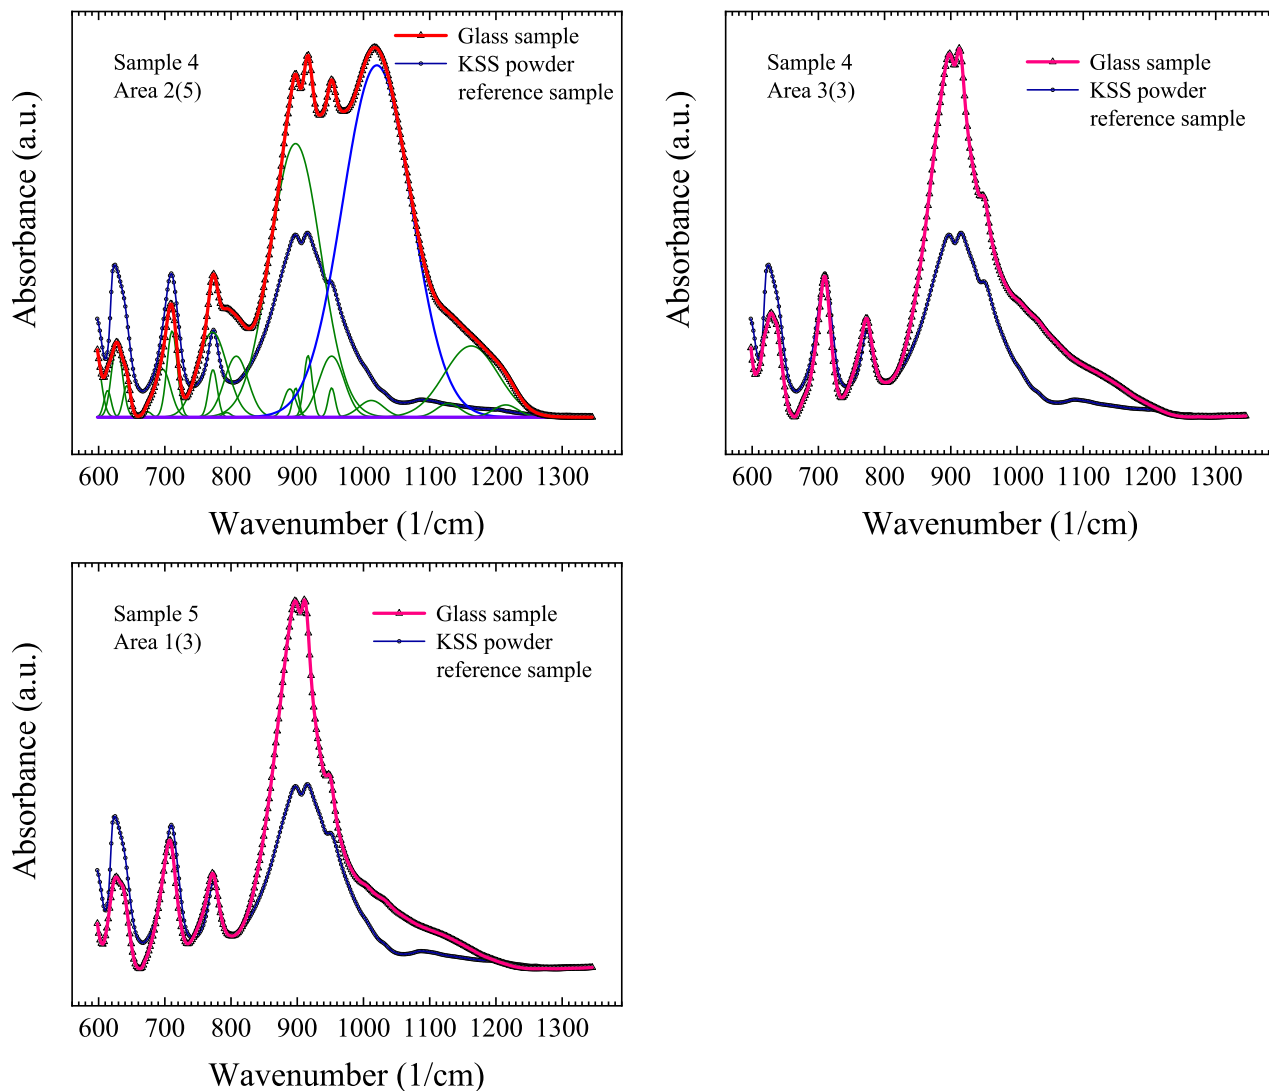 Sample 4
Area 2(5)
Glass sample
KSS powder
reference sample
Absorbance (a.u.)
600 700 800 900 1000 1100 1200 1300
Wavenumber (1/cm)
Sample 4
Area 3(3)
Glass sample
KSS powder
reference sample
Absorbance (a.u.)
600 700 800 900 1000 1100 1200 1300
Wavenumber (1/cm)
Sample 5
Area 1(3)
Glass sample
KSS powder
reference sample
Absorbance (a.u.)
600 700 800 900 1000 1100 1200 1300
Wavenumber (1/cm)